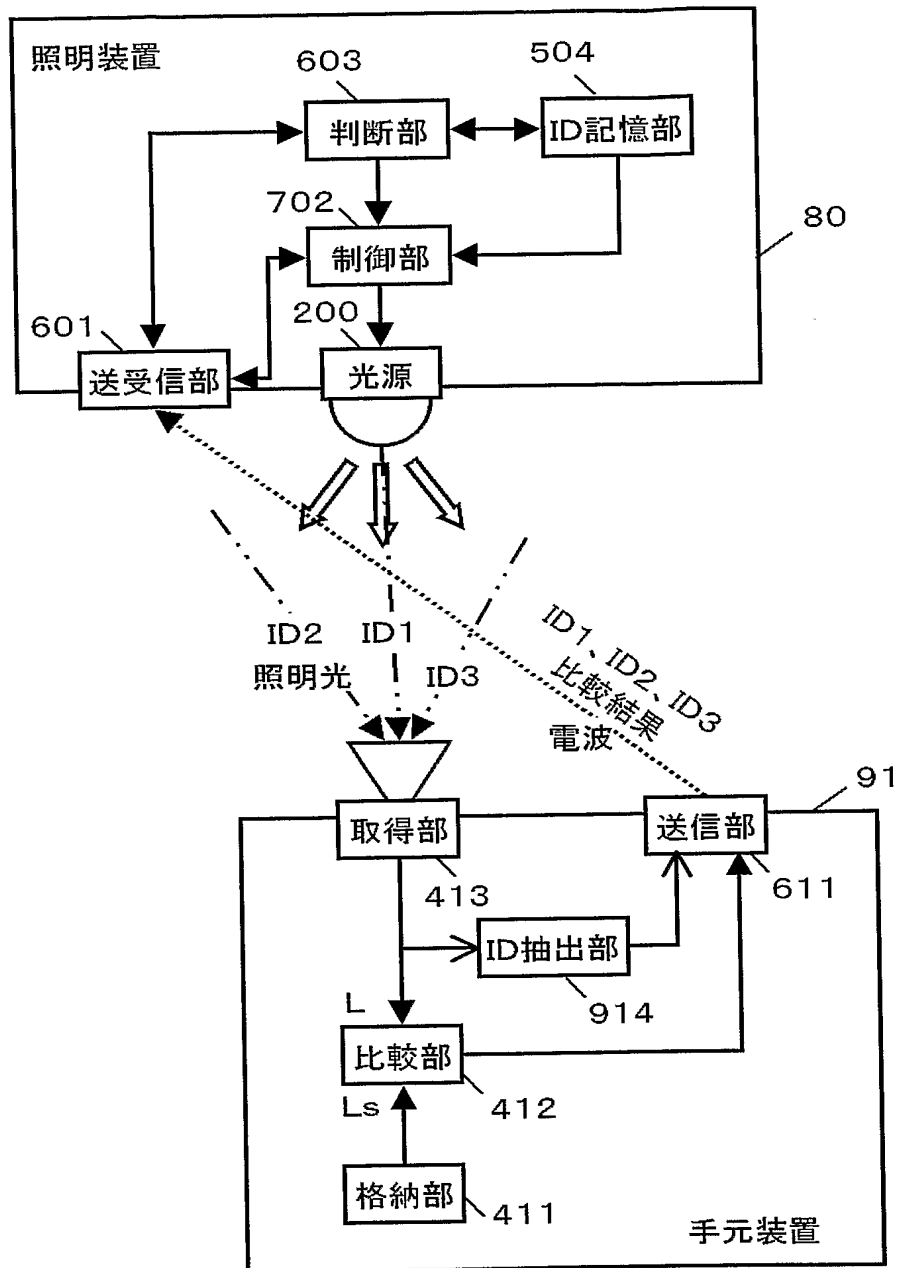 照明装置
603
504
判断部
ID記憶部
702
80
制御部
200
601
光源
送受信部
ID2
ID1
照明光
ID3
ID1、ID2、ID3
比較結果
電波
91
取得部
送信部
413
611
ID抽出部
914
L
比較部
Ls
412
格納部
411
手元装置